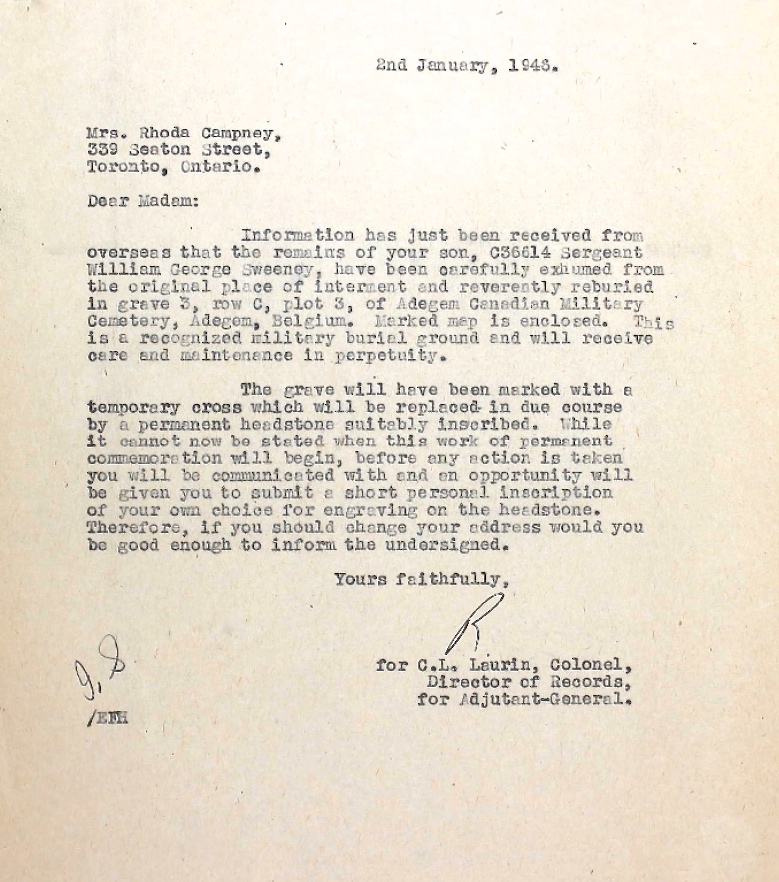 2nd January, 1946.
Mrs. Rhoda Campney,
339 Seaton Street,
Toronto, Ontario.
Dear Madam:
Information has just been received from
overseas that the remains of your son, C36614 Sergeant
William George Sweeney, have been carefully exhumed from
the original place of interment and reverently reburied
in grave 3, row C, plot 3, of Adegem Canadian Military
Cemetery, Adegem, Belgium. Marked map is enclosed. This
is a recognized military burial ground and will receive
care and maintenance in perpetuity.
The grave will have been marked with a
temporary cross which will be replaced in due course
by a permanent headstone suitably inscribed. While
it cannot now be stated when this work of permanent
commemoration will begin, before any action is taken
you will be communicated with and an opportunity will
be given you to submit a short personal inscription
of your own choice for engraving on the headstone.
Therefore, if you should change your address would you
be good enough to inform the undersigned.
Yours faithfully,
R
for C.L. Laurin, Colonel,
Director of Records,
for Adjutant-General.
/EFH